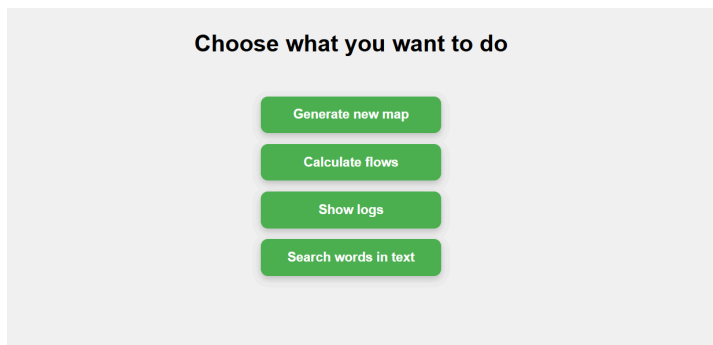 Choose what you want to do
Generate new map
Calculate flows
Show logs
Search words in text